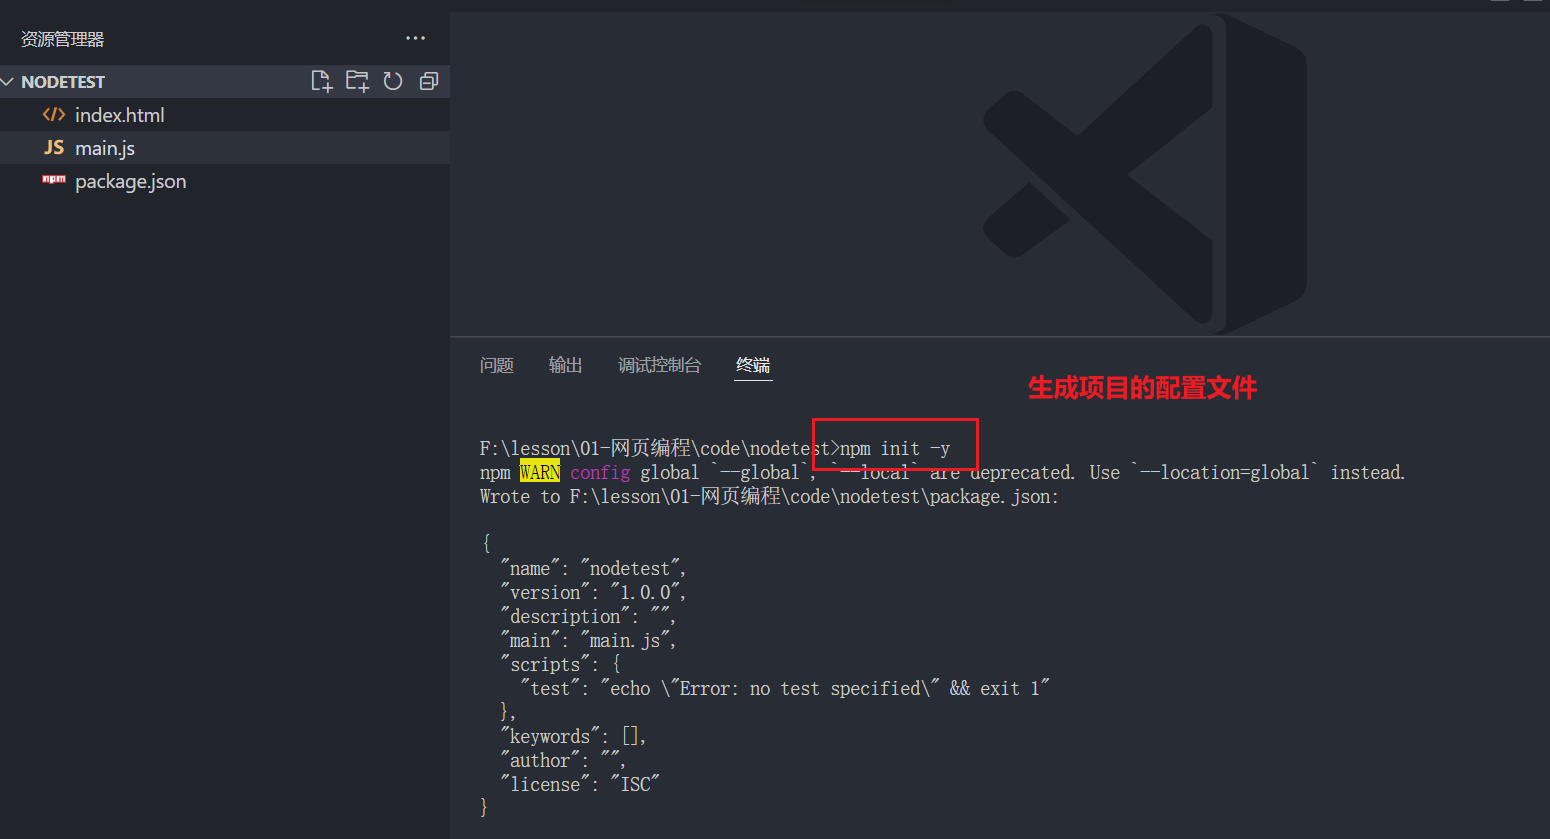 资源管理器
NODETEST
index.html
JS main.js
npm package.json
问题 输出 调试控制台 终端
生成项目的配置文件
F:\lesson\01-网页编程\code\nodetest>npm init -y
npm WARN config global `--global`, `--local` are deprecated. Use `--location=global` instead.
Wrote to F:\lesson\01-网页编程\code\nodetest\package.json:
{
  "name": "nodetest",
  "version": "1.0.0",
  "description": "",
  "main": "main.js",
  "scripts": {
    "test": "echo \"Error: no test specified\" && exit 1"
  },
  "keywords": [],
  "author": "",
  "license": "ISC"
}